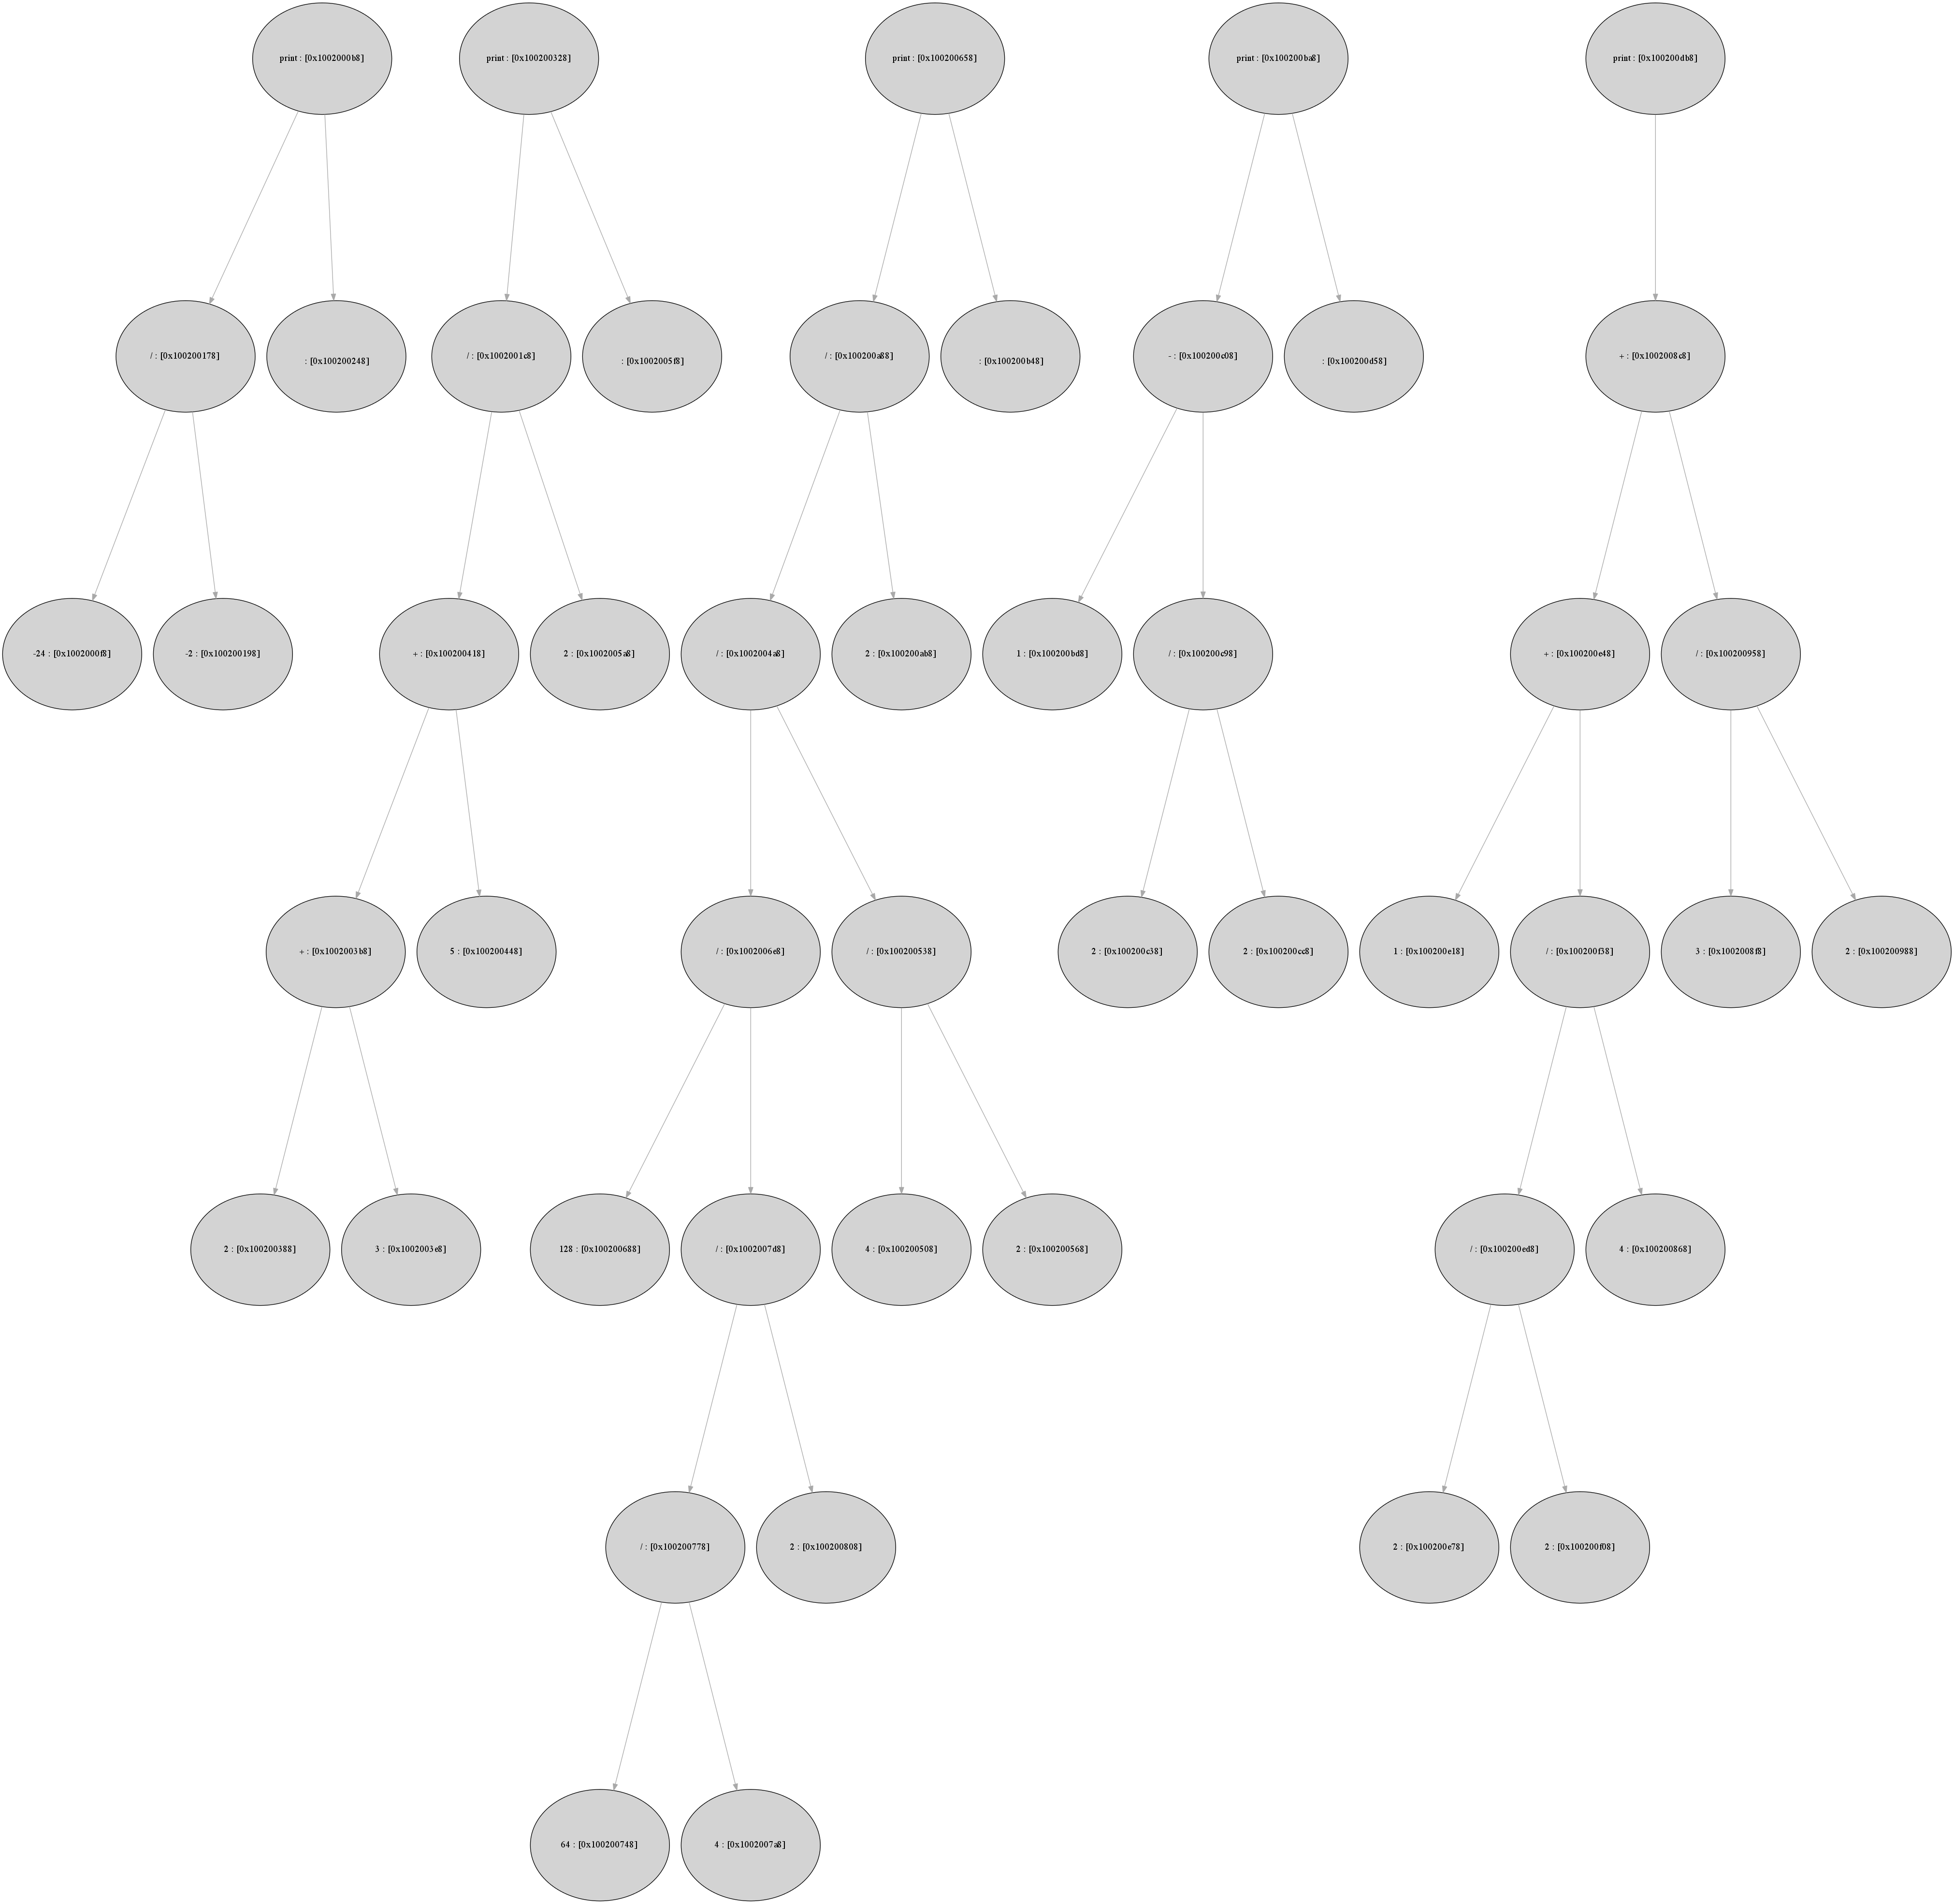 print : [0x1002000b8]
print : [0x100200328]
print : [0x100200658]
print : [0x100200ba8]
print : [0x100200db8]
/ : [0x100200178]
: [0x100200248]
/ : [0x1002001c8]
: [0x1002005f8]
/ : [0x100200a88]
: [0x100200b48]
- : [0x100200c08]
: [0x100200d58]
+ : [0x1002008c8]
-24 : [0x1002000f8]
-2 : [0x100200198]
+ : [0x100200418]
2 : [0x1002005a8]
/ : [0x1002004a8]
2 : [0x100200ab8]
1 : [0x100200bd8]
/ : [0x100200c98]
+ : [0x100200e48]
/ : [0x100200958]
+ : [0x1002003b8]
5 : [0x100200448]
/ : [0x1002006e8]
/ : [0x100200538]
2 : [0x100200c38]
2 : [0x100200cc8]
1 : [0x100200e18]
/ : [0x100200f38]
3 : [0x1002008f8]
2 : [0x100200988]
2 : [0x100200388]
3 : [0x1002003e8]
128 : [0x100200688]
/ : [0x1002007d8]
4 : [0x100200508]
2 : [0x100200568]
/ : [0x100200ed8]
4 : [0x100200868]
/ : [0x100200778]
2 : [0x100200808]
2 : [0x100200e78]
2 : [0x100200f08]
64 : [0x100200748]
4 : [0x1002007a8]